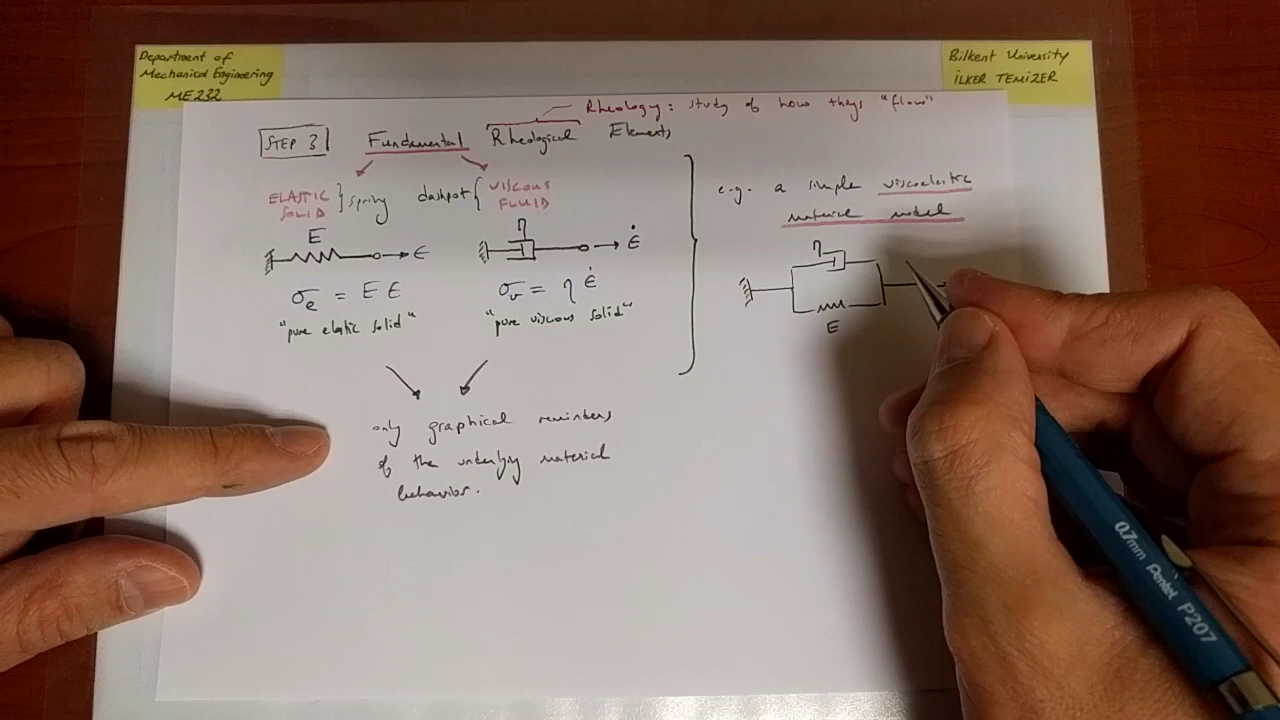 Department of
Mechanical Engineering
ME 232
Bilkent University
İLKER TEMİZER
Rheology: study of how things "flow"
STEP 3 Fundamental Rheological Elements
ELASTIC
SOLID } spring
dashpot { VISCOUS
FLUID
E
ϵ
σe = E ϵ
"pure elastic solid"
η
ϵ̇
σv = η ϵ̇
"pure viscous solid"
only graphical reminders
of the underlying material
behavior.
e.g. a simple viscoelastic
material model
η
E
0.7mm Pentel P207